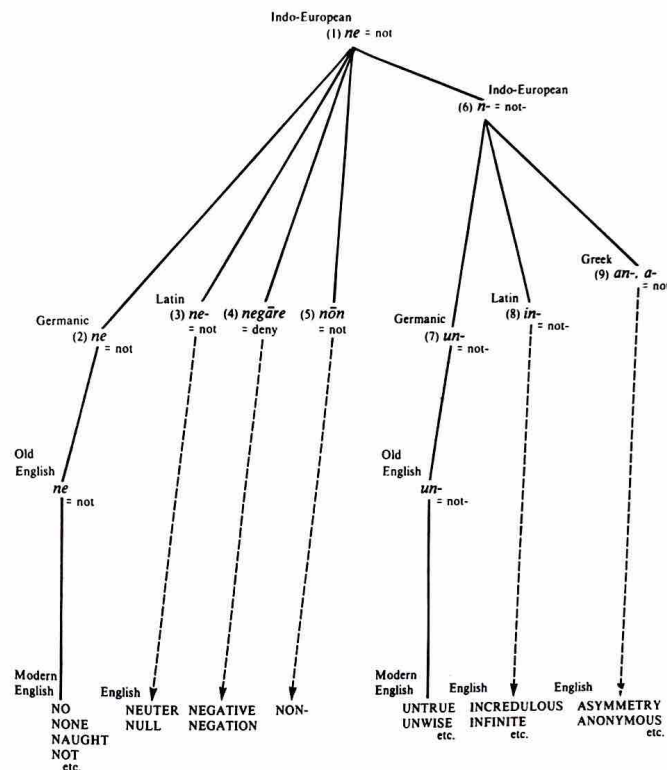 Indo-European
(1) ne = not
Indo-European
(6) n- = not-
Greek
(9) an-, a-
= not
Latin
(3) ne-
= not
(4) negāre
= deny
(5) nōn
= not
Germanic
(2) ne
= not
Germanic
(7) un-
= not-
Latin
(8) in-
= not-
Old
English
ne
= not
Old
English
un-
= not-
Modern
English
NO
NONE
NAUGHT
NOT
etc.
English
NEUTER
NULL
NEGATIVE
NEGATION
NON-
Modern
English
UNTRUE
UNWISE
etc.
English
INCREDULOUS
INFINITE
etc.
English
ASYMMETRY
ANONYMOUS
etc.